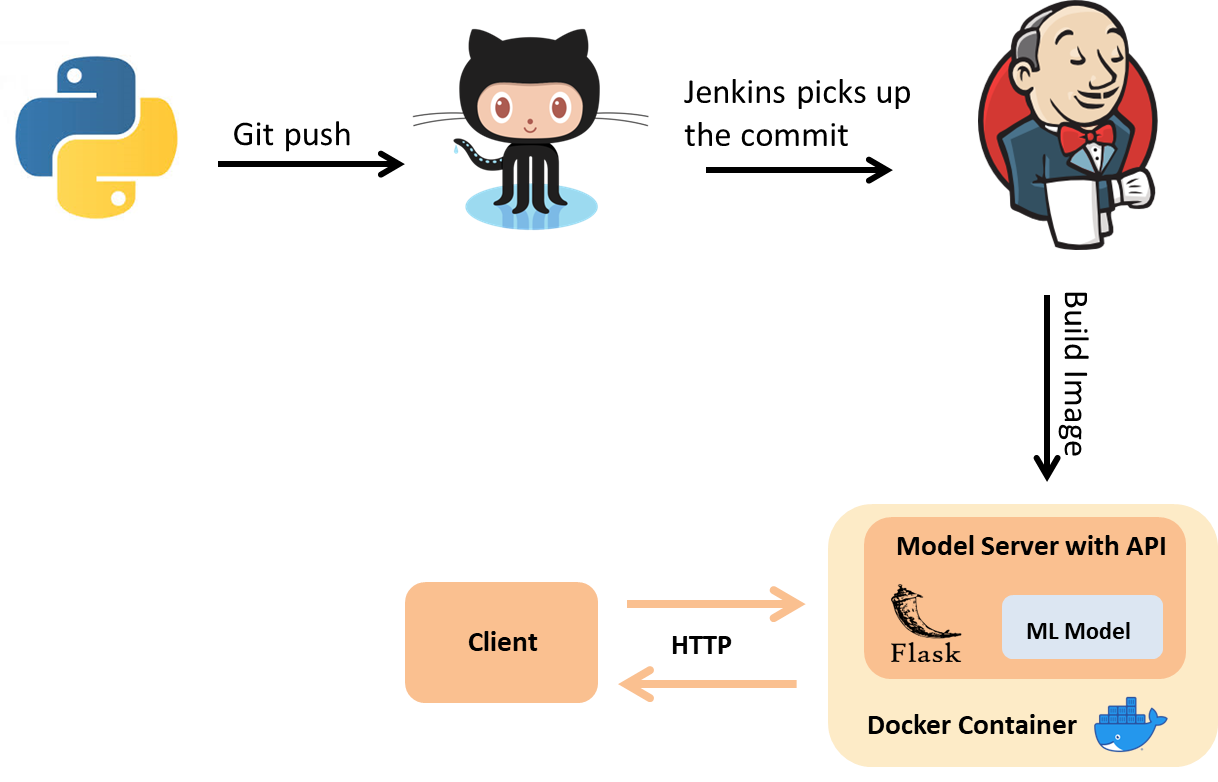 Git push
Jenkins picks up
the commit
Build Image
Model Server with API
Flask
ML Model
Client
HTTP
Docker Container